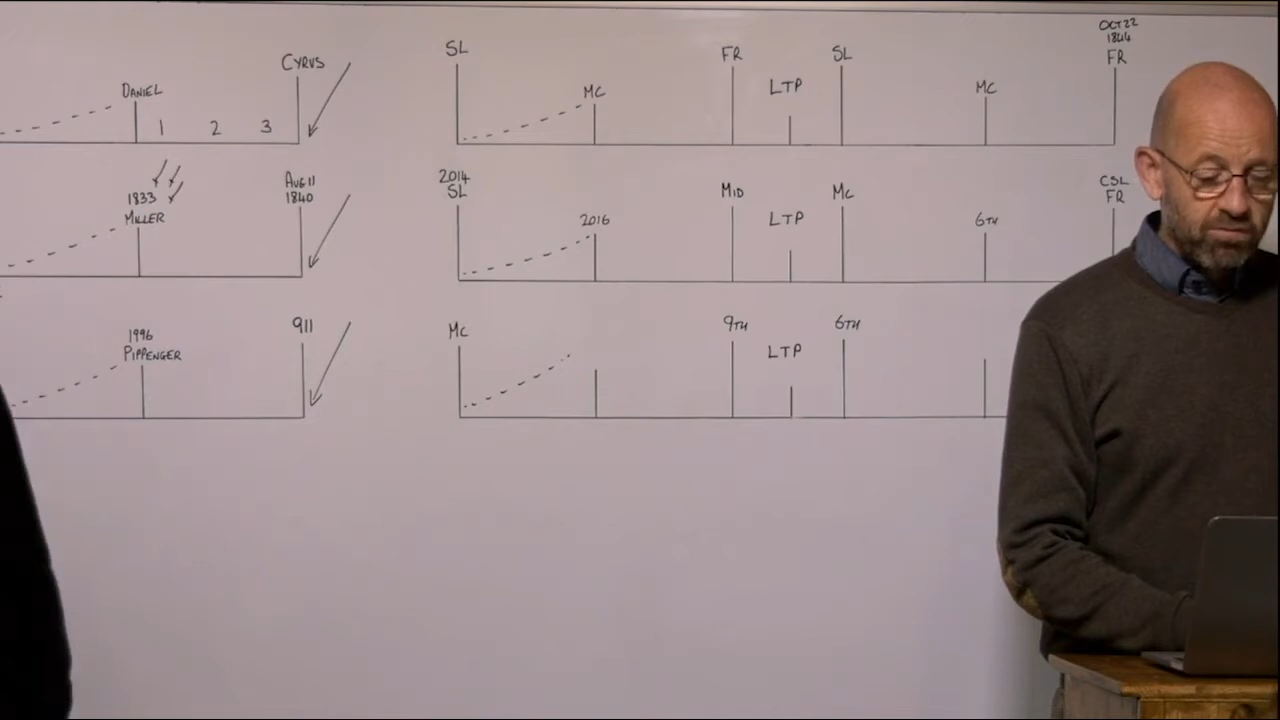 OCT 22
1844
FR
SL
CYRUS
DANIEL
1 2 3
MC
FR
LTP
SL
MC
2014
SL
AUG 11
1840
1833
MILLER
2016
MID
LTP
MC
6TH
CSL
FR
911
1996
PIPPENGER
MC
9TH
LTP
6TH